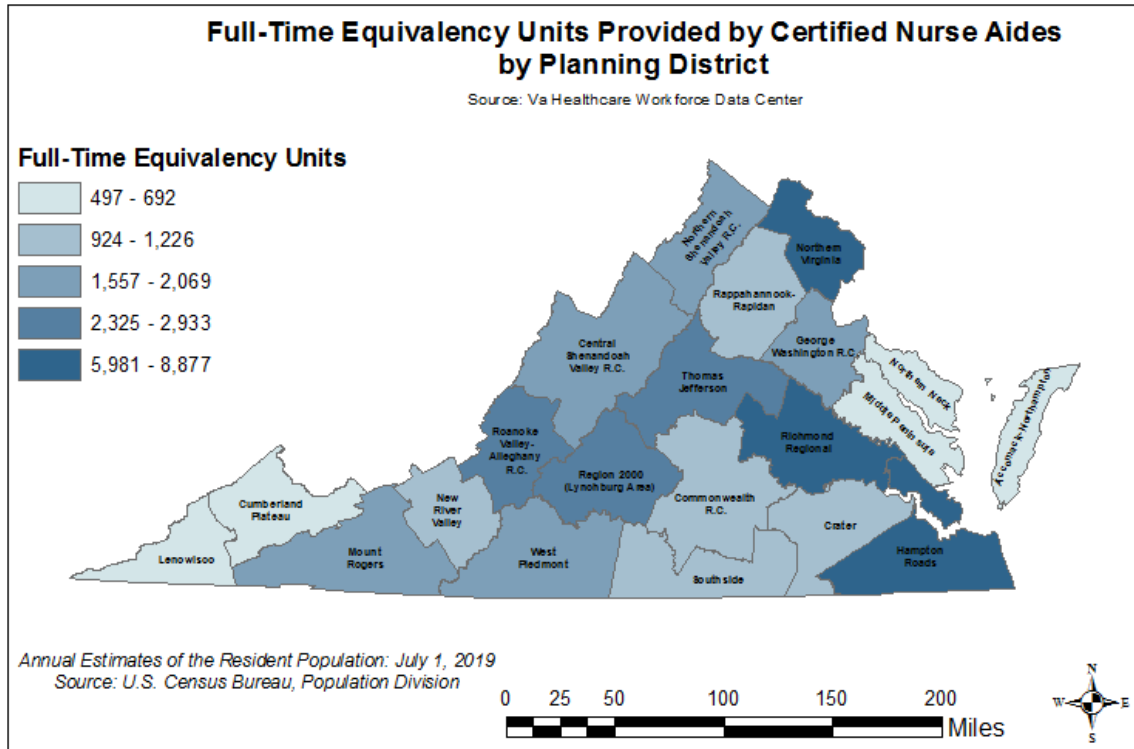 Full-Time Equivalency Units Provided by Certified Nurse Aides
by Planning District
Source: Va Healthcare Workforce Data Center
Full-Time Equivalency Units
497 - 692
924 - 1,226
1,557 - 2,069
2,325 - 2,933
5,981 - 8,877
Northern
Shenandoah
Valley R.C.
Northern
Virginia
Rappahannock-
Rapidan
Central
Shenandoah
Valley R.C.
George
Washington R.C.
Thomas
Jefferson
Northern Neck
Middle Peninsula
Accomack-Northampton
Roanoke
Valley-
Alleghany
R.C.
Richmond
Regional
Region 2000
(Lynchburg Area)
Commonwealth
R.C.
Cumberland
Plateau
New
River
Valley
Crater
Lenowisco
Mount
Rogers
West
Piedmont
Southside
Hampton
Roads
Annual Estimates of the Resident Population: July 1, 2019
Source: U.S. Census Bureau, Population Division
0 25 50 100 150 200
Miles
N
W E
S